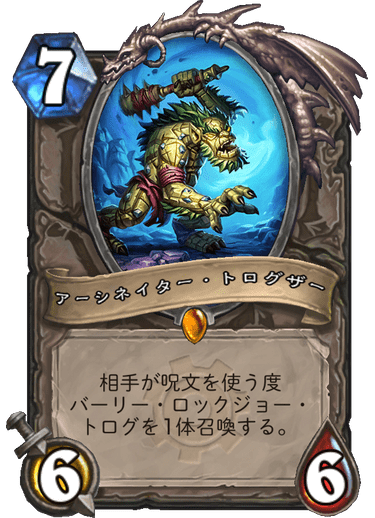 7
アーシネイター・トログザー
相手が呪文を使う度
バーリー・ロックジョー・
トログを1体召喚する。
6
6